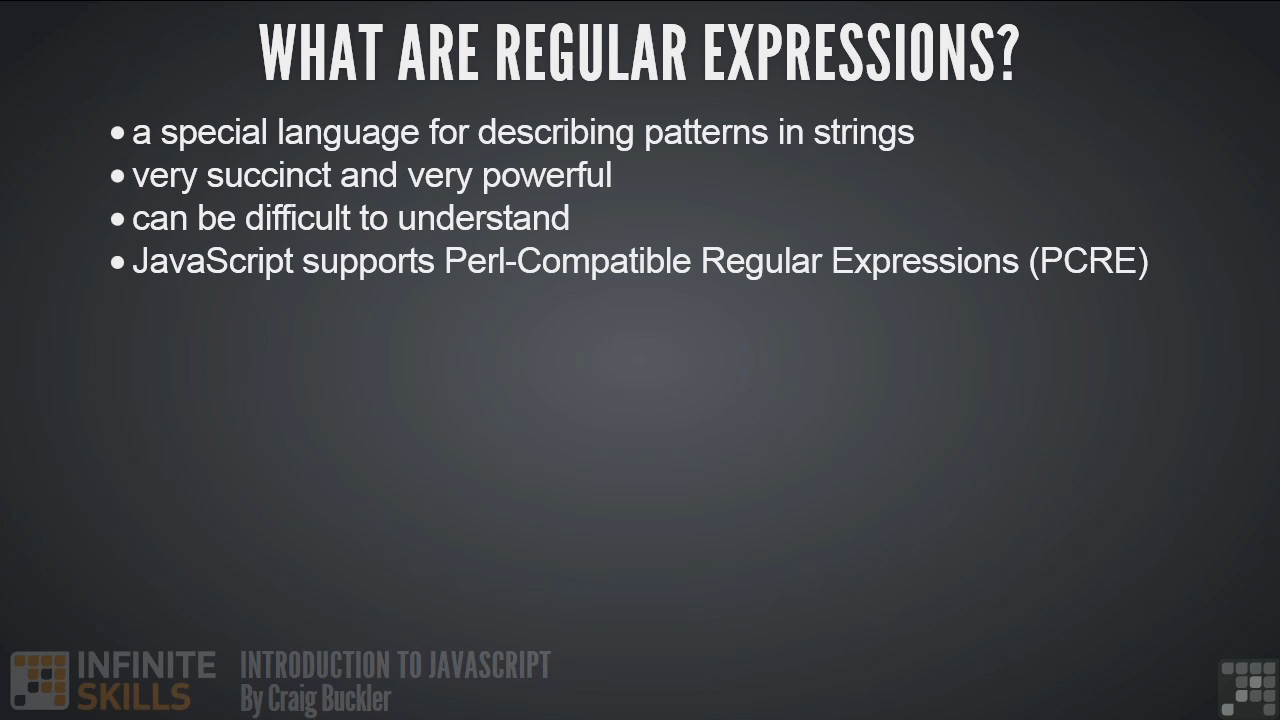 WHAT ARE REGULAR EXPRESSIONS?
• a special language for describing patterns in strings
• very succinct and very powerful
• can be difficult to understand
• JavaScript supports Perl-Compatible Regular Expressions (PCRE)
INFINITE
SKILLS
INTRODUCTION TO JAVASCRIPT
By Craig Buckler